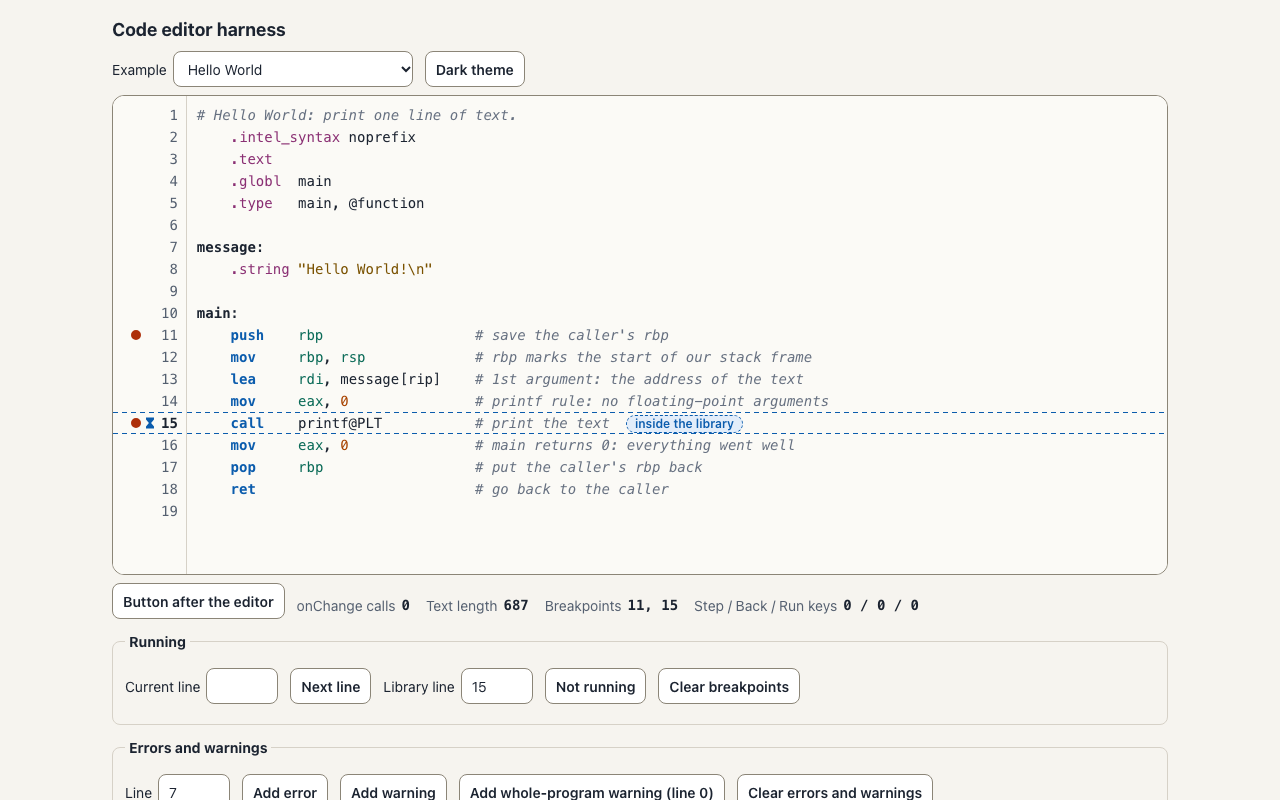 Code editor harness
Example Hello World Dark theme
1 # Hello World: print one line of text.
2 .intel_syntax noprefix
3 .text
4 .globl main
5 .type main, @function
6
7 message:
8 .string "Hello World!\n"
9
10 main:
11 push rbp # save the caller's rbp
12 mov rbp, rsp # rbp marks the start of our stack frame
13 lea rdi, message[rip] # 1st argument: the address of the text
14 mov eax, 0 # printf rule: no floating-point arguments
15 call printf@PLT # print the text inside the library
16 mov eax, 0 # main returns 0: everything went well
17 pop rbp # put the caller's rbp back
18 ret # go back to the caller
19
Button after the editor onChange calls 0 Text length 687 Breakpoints 11, 15 Step / Back / Run keys 0 / 0 / 0
Running
Current line Next line Library line 15 Not running Clear breakpoints
Errors and warnings
Line 7 Add error Add warning Add whole-program warning (line 0) Clear errors and warnings